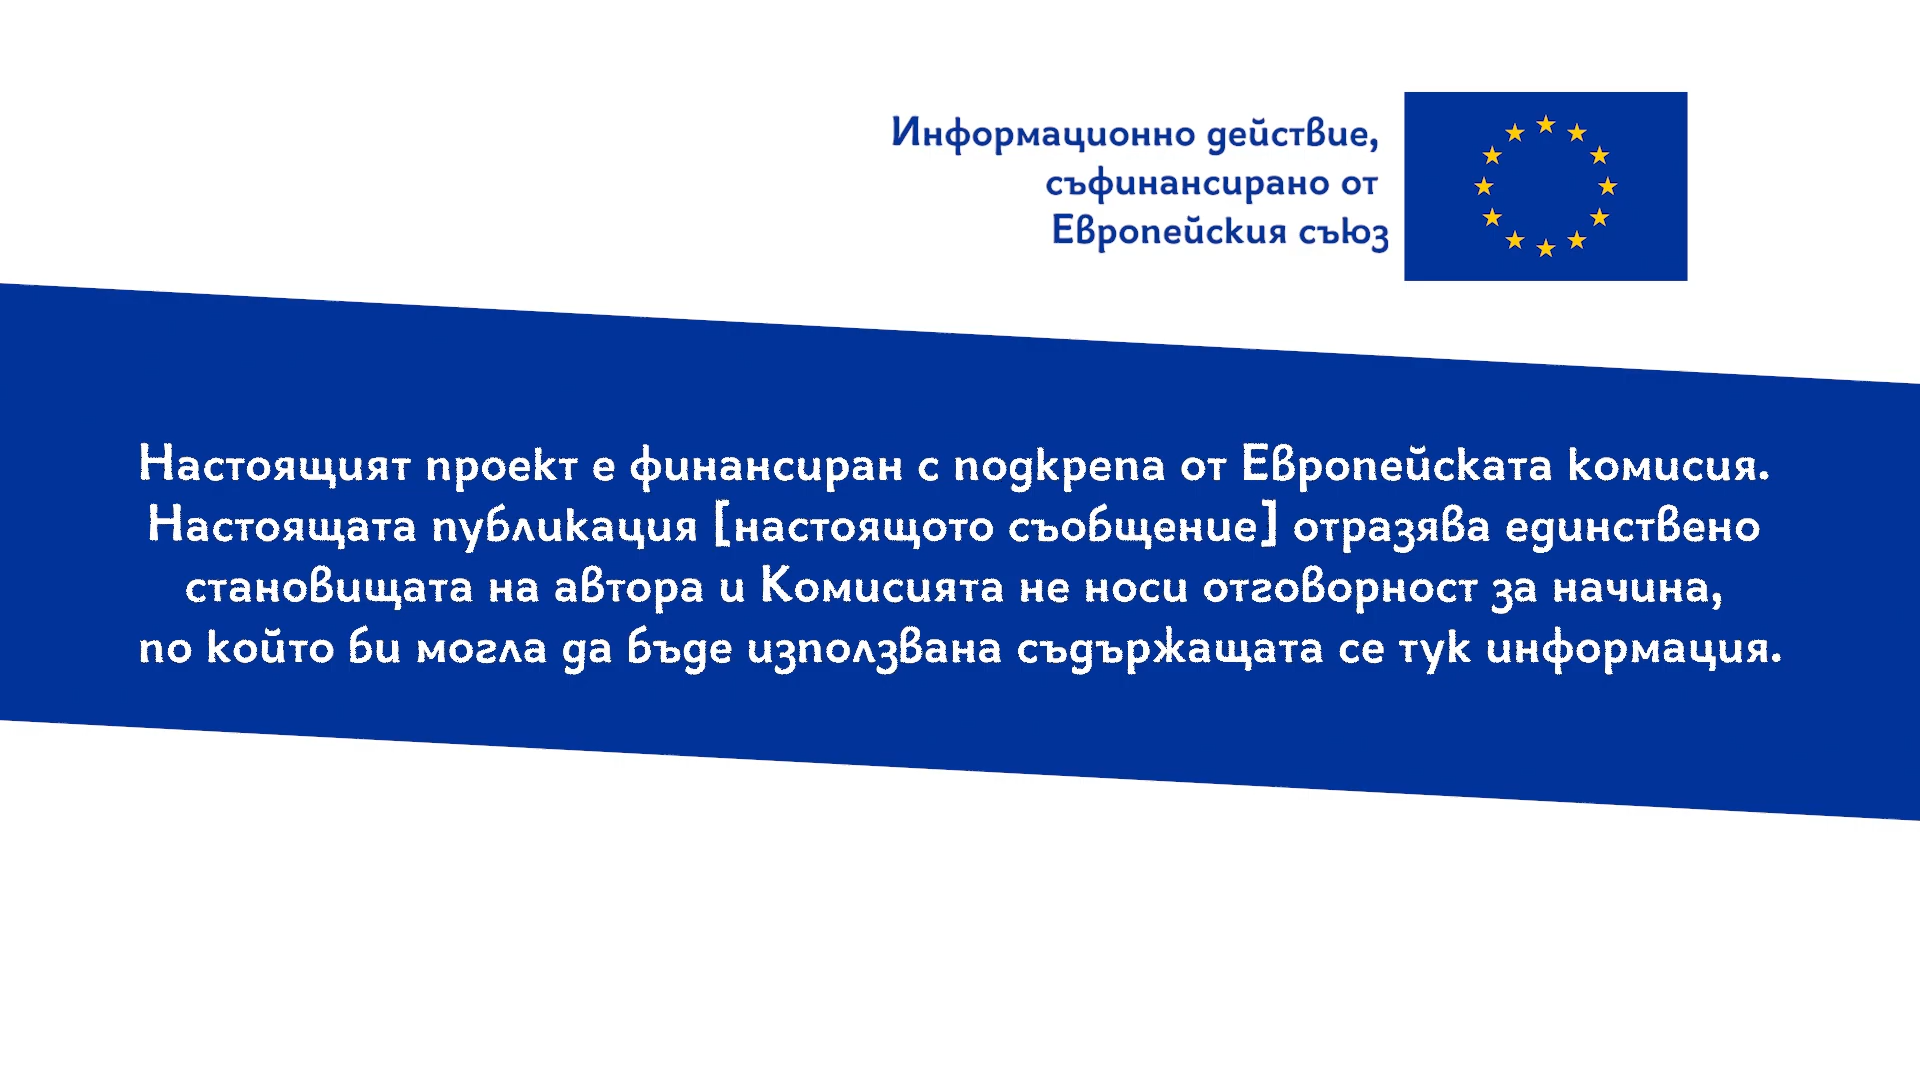 Информационно действие,
съфинансирано от
Европейския съюз
Настоящият проект е финансиран с подкрепа от Европейската комисия.
Настоящата публикация [настоящото съобщение] отразява единствено
становищата на автора и Комисията не носи отговорност за начина,
по който би могла да бъде използвана съдържащата се тук информация.